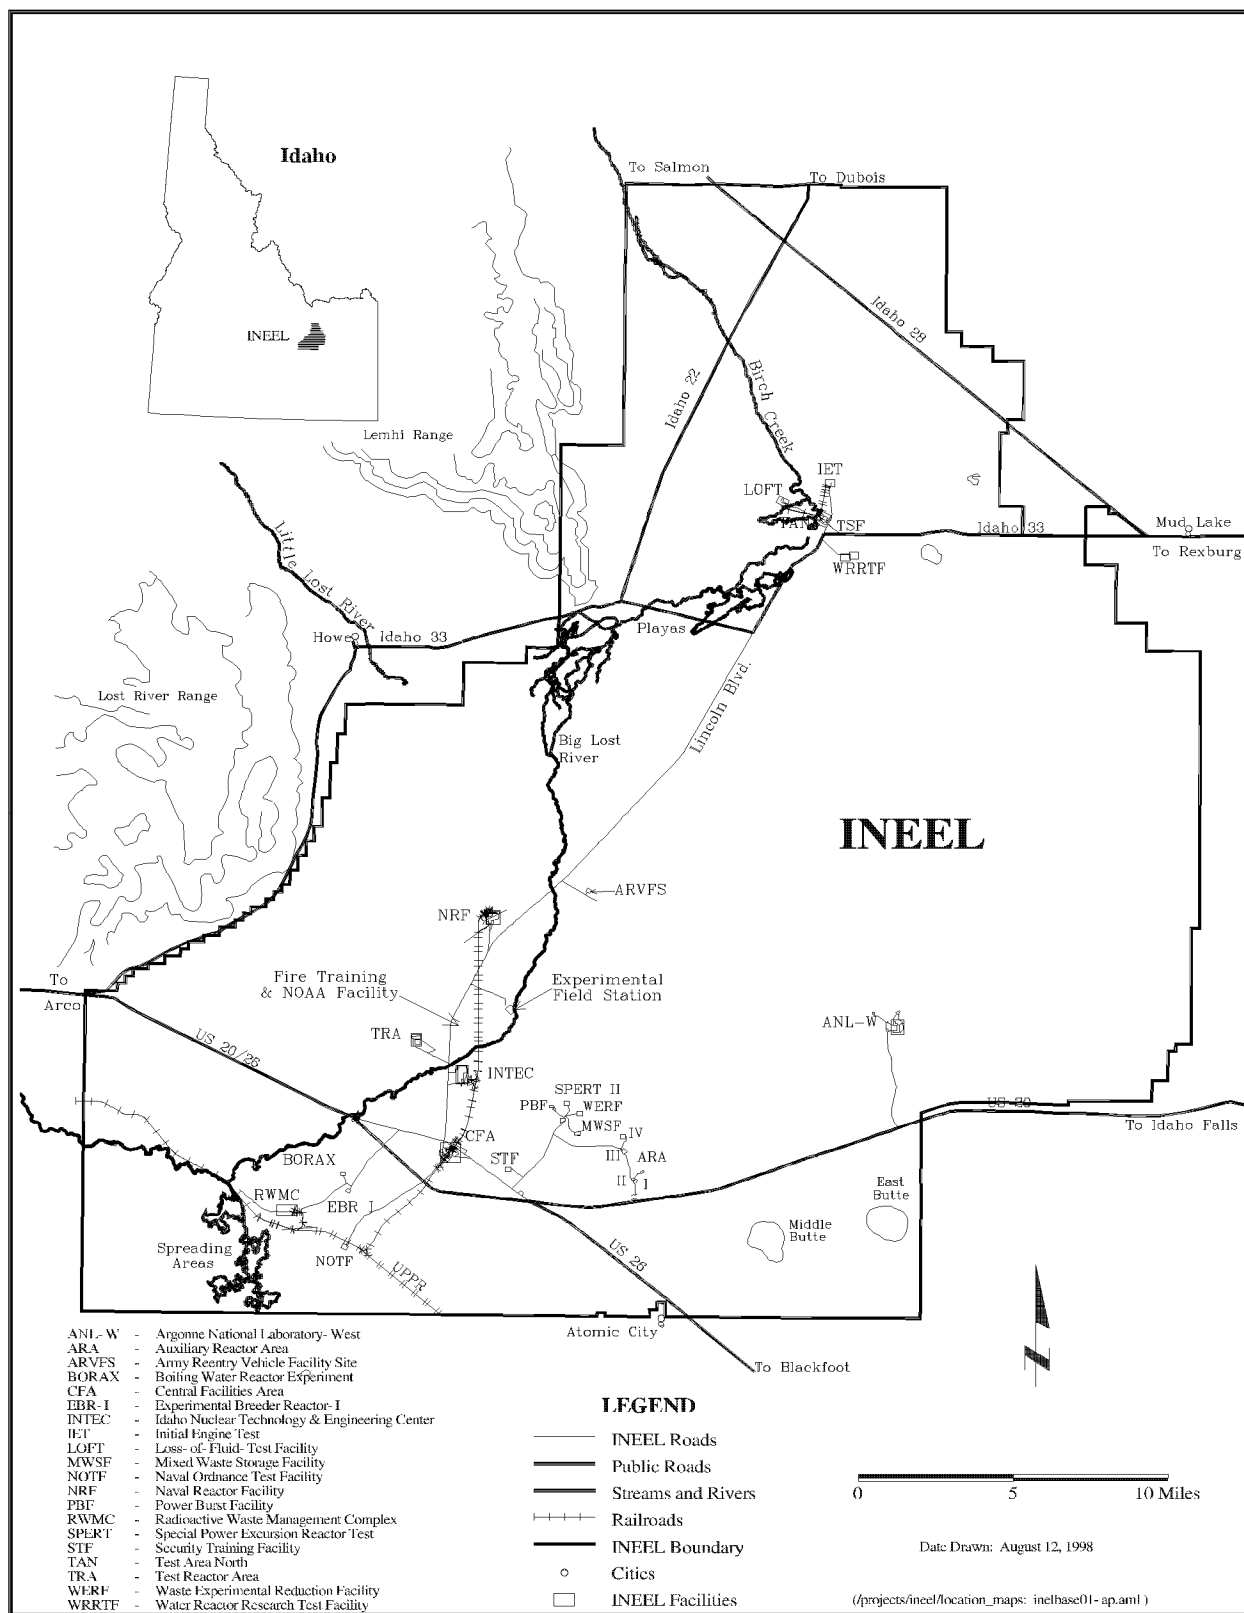 Idaho
INEEL
To Salmon
To Dubois
Idaho 28
Idaho 22
Birch Creek
Lemhi Range
IET
LOFT
TAN
TSF
Idaho 33
Mud Lake
To Rexburg
WRRTF
Little Lost River
Howe
Idaho 33
Playas
Lost River Range
Lincoln Blvd.
Big Lost
River
INEEL
ARVFS
NRF
To
Arco
Fire Training
& NOAA Facility
Experimental
Field Station
ANL-W
TRA
US 20/26
INTEC
SPERT II
PBF
WERF
MWSF
US 20
To Idaho Falls
CFA
IV
III
ARA
BORAX
STF
II
I
RWMC
EBR I
East
Butte
Middle
Butte
Spreading
Areas
NOTF
UPPR
US 26
Atomic City
To Blackfoot
ANL-W - Argonne National Laboratory-West
ARA - Auxiliary Reactor Area
ARVFS - Army Reentry Vehicle Facility Site
BORAX - Boiling Water Reactor Experiment
CFA - Central Facilities Area
EBR-I - Experimental Breeder Reactor-I
INTEC - Idaho Nuclear Technology & Engineering Center
IET - Initial Engine Test
LOFT - Loss-of-Fluid-Test Facility
MWSF - Mixed Waste Storage Facility
NOTF - Naval Ordnance Test Facility
NRF - Naval Reactor Facility
PBF - Power Burst Facility
RWMC - Radioactive Waste Management Complex
SPERT - Special Power Excursion Reactor Test
STF - Security Training Facility
TAN - Test Area North
TRA - Test Reactor Area
WERF - Waste Experimental Reduction Facility
WRRTF - Water Reactor Research Test Facility
LEGEND
INEEL Roads
Public Roads
Streams and Rivers
Railroads
INEEL Boundary
Cities
INEEL Facilities
0 5 10 Miles
Date Drawn: August 12, 1998
(/projects/ineel/location_maps: inelbase01-ap.aml )